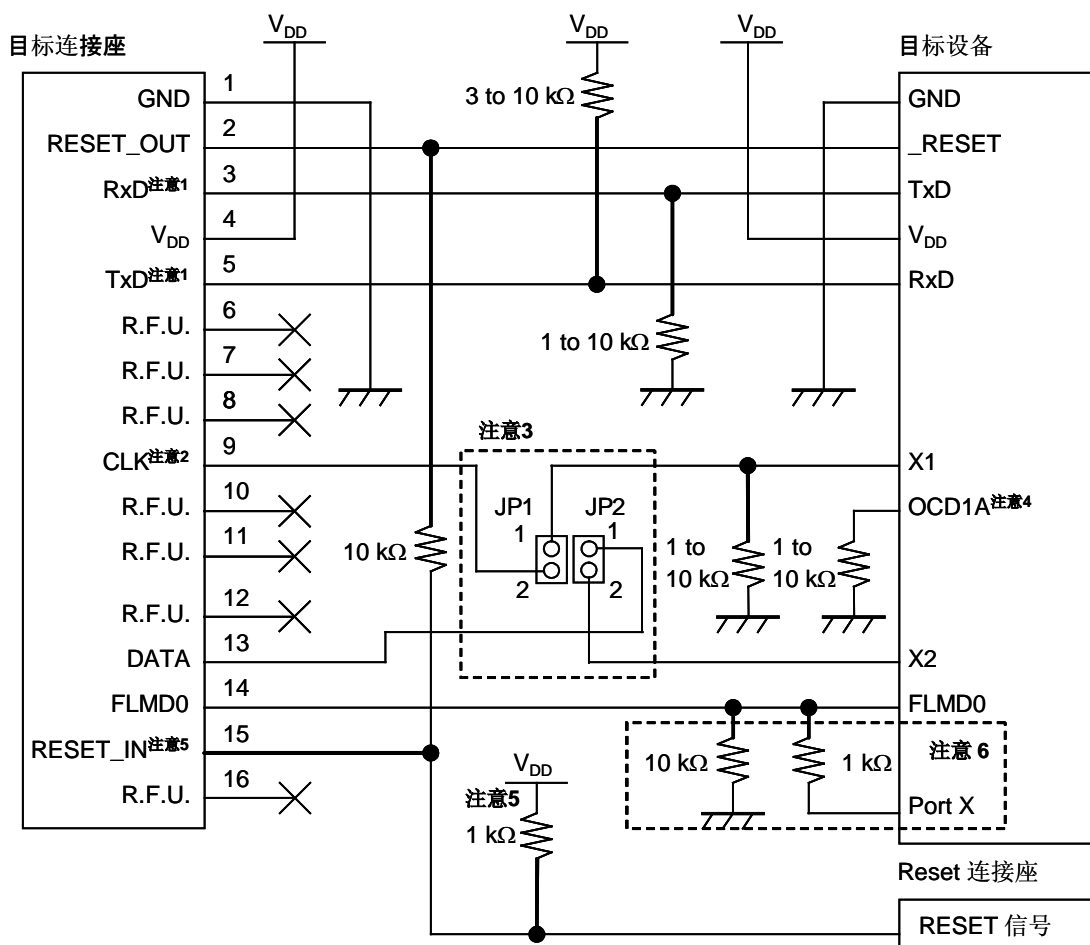 目标连接座
V_DD
V_DD
V_DD
目标设备
GND
1
3 to 10 kΩ
GND
RESET_OUT
2
_RESET
RxD注意1
3
TxD
V_DD
4
V_DD
TxD注意1
5
RxD
R.F.U.
6
1 to 10 kΩ
R.F.U.
7
R.F.U.
8
注意3
CLK注意2
9
X1
R.F.U.
10
JP1
JP2
OCD1A注意4
1
1
R.F.U.
11
10 kΩ
1 to
10 kΩ
1 to
10 kΩ
2
2
R.F.U.
12
DATA
13
X2
FLMD0
14
FLMD0
RESET_IN注意5
15
V_DD
10 kΩ
1 kΩ
注意 6
R.F.U.
16
注意5
1 kΩ
Port X
Reset 连接座
RESET 信号